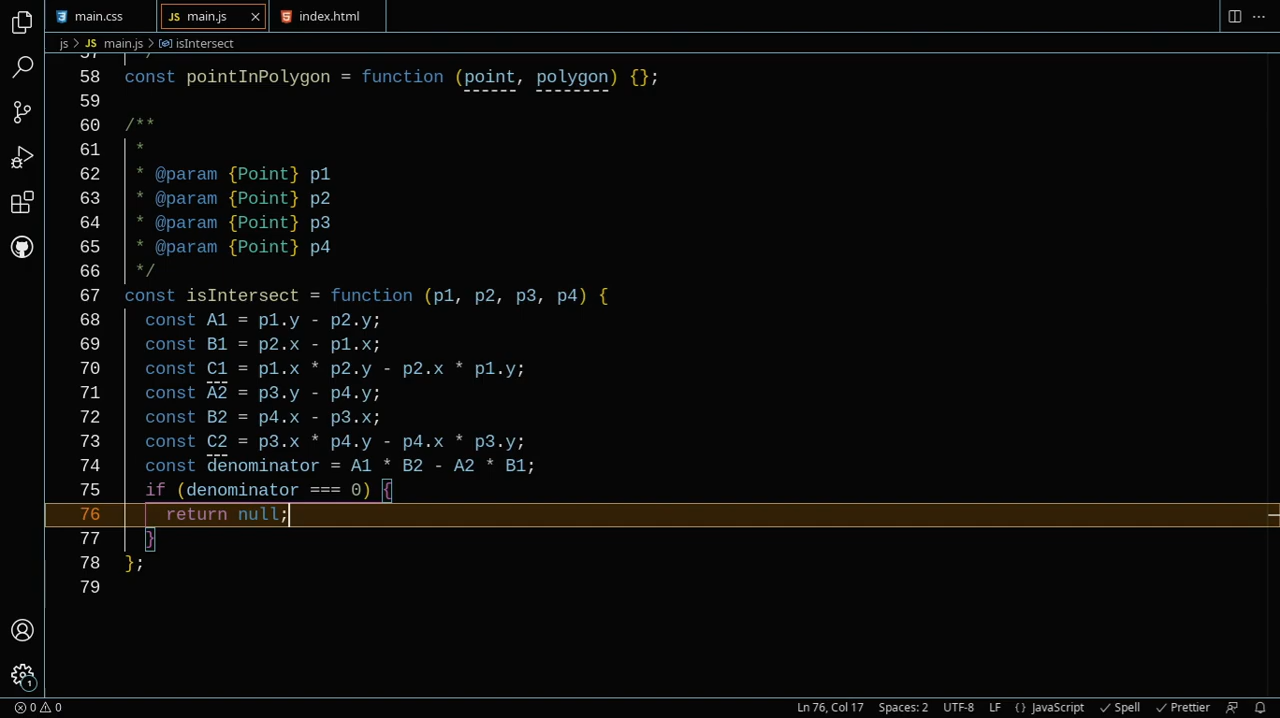 main.css
JS main.js
index.html
js > JS main.js > isIntersect
57 */
58 const pointInPolygon = function (point, polygon) {};
59
60 /**
61 *
62 * @param {Point} p1
63 * @param {Point} p2
64 * @param {Point} p3
65 * @param {Point} p4
66 */
67 const isIntersect = function (p1, p2, p3, p4) {
68 const A1 = p1.y - p2.y;
69 const B1 = p2.x - p1.x;
70 const C1 = p1.x * p2.y - p2.x * p1.y;
71 const A2 = p3.y - p4.y;
72 const B2 = p4.x - p3.x;
73 const C2 = p3.x * p4.y - p4.x * p3.y;
74 const denominator = A1 * B2 - A2 * B1;
75 if (denominator === 0) {
76 return null;
77 }
78 };
79
1
0 0 Ln 76, Col 17 Spaces: 2 UTF-8 LF {} JavaScript Spell Prettier